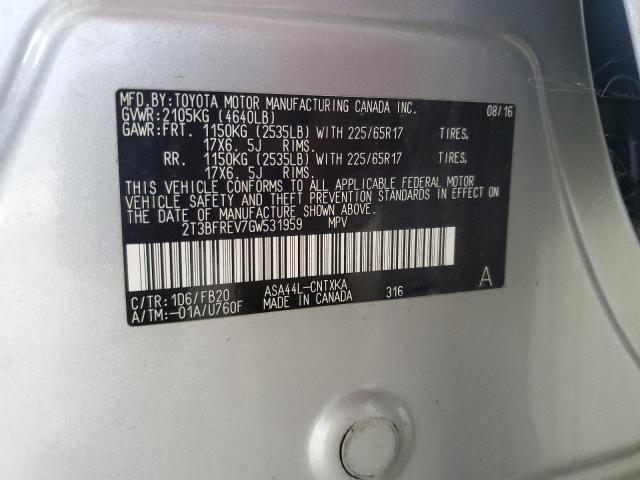 MFD.BY:TOYOTA MOTOR MANUFACTURING CANADA INC. 08/16
GVWR:2105KG (4640LB)
GAWR:FRT. 1150KG (2535LB) WITH 225/65R17 TIRES,
17X6. 5J RIMS.
RR. 1150KG (2535LB) WITH 225/65R17 TIRES,
17X6. 5J RIMS.
THIS VEHICLE CONFORMS TO ALL APPLICABLE FEDERAL MOTOR
VEHICLE SAFETY AND THEFT PREVENTION STANDARDS IN EFFECT
ON THE DATE OF MANUFACTURE SHOWN ABOVE.
2T3BFREV7GW531959 MPV
C/TR:1D6/FB20 ASA44L-CNTXKA A
A/TM:-01A/U760F MADE IN CANADA 316